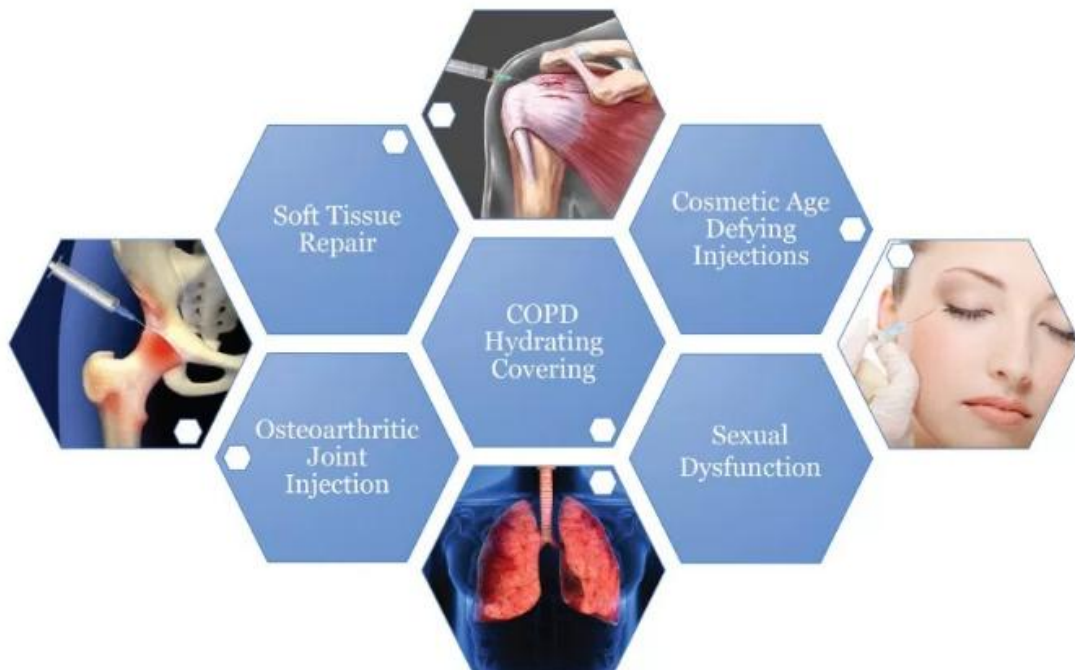 Soft Tissue
Repair
Cosmetic Age
Defying
Injections
COPD
Hydrating
Covering
Osteoarthritic
Joint
Injection
Sexual
Dysfunction